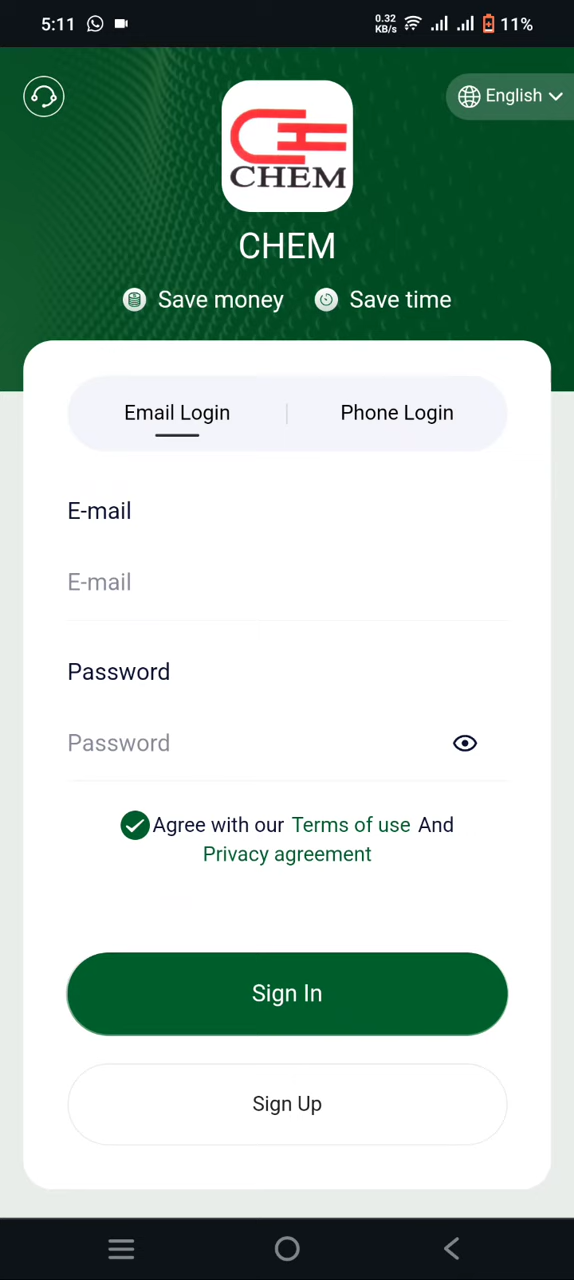 5:11
0.32 KB/s
11%
English
CHEM
CHEM
Save money
Save time
Email Login
Phone Login
E-mail
E-mail
Password
Password
Agree with our Terms of use And
Privacy agreement
Sign In
Sign Up